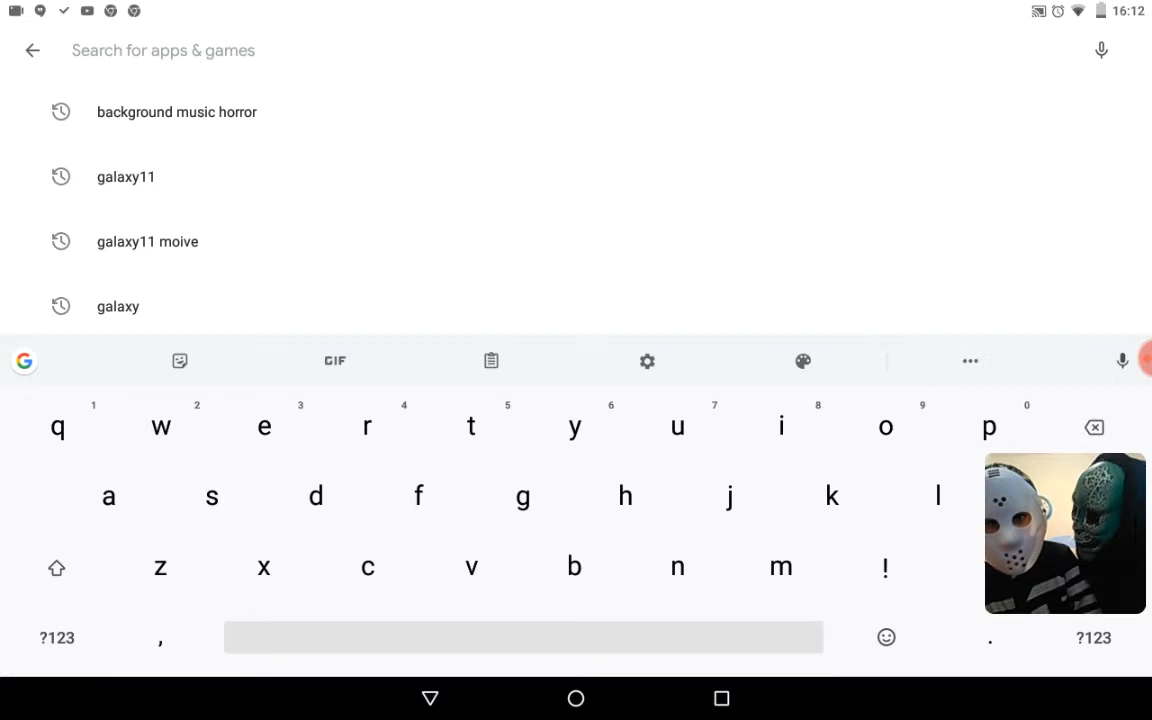 16:12
Search for apps & games
background music horror
galaxy11
galaxy11 moive
galaxy
G GIF •••
1 2 3 4 5 6 7 8 9 0
q w e r t y u i o p
a s d f g h j k l
z x c v b n m !
?123 , . ?123